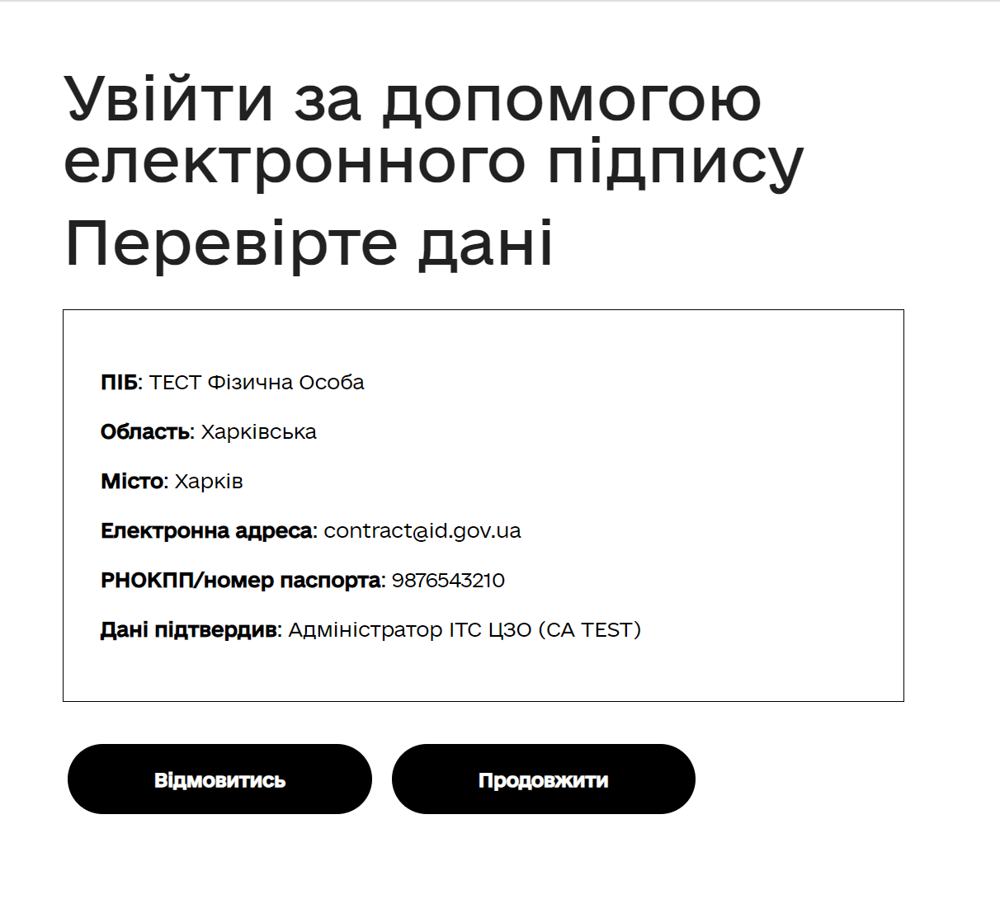 Увійти за допомогою
електронного підпису
Перевірте дані
ПІБ: ТЕСТ Фізична Особа
Область: Харківська
Місто: Харків
Електронна адреса: contract@id.gov.ua
РНОКПП/номер паспорта: 9876543210
Дані підтвердив: Адміністратор ІТС ЦЗО (CA TEST)
Відмовитись
Продовжити